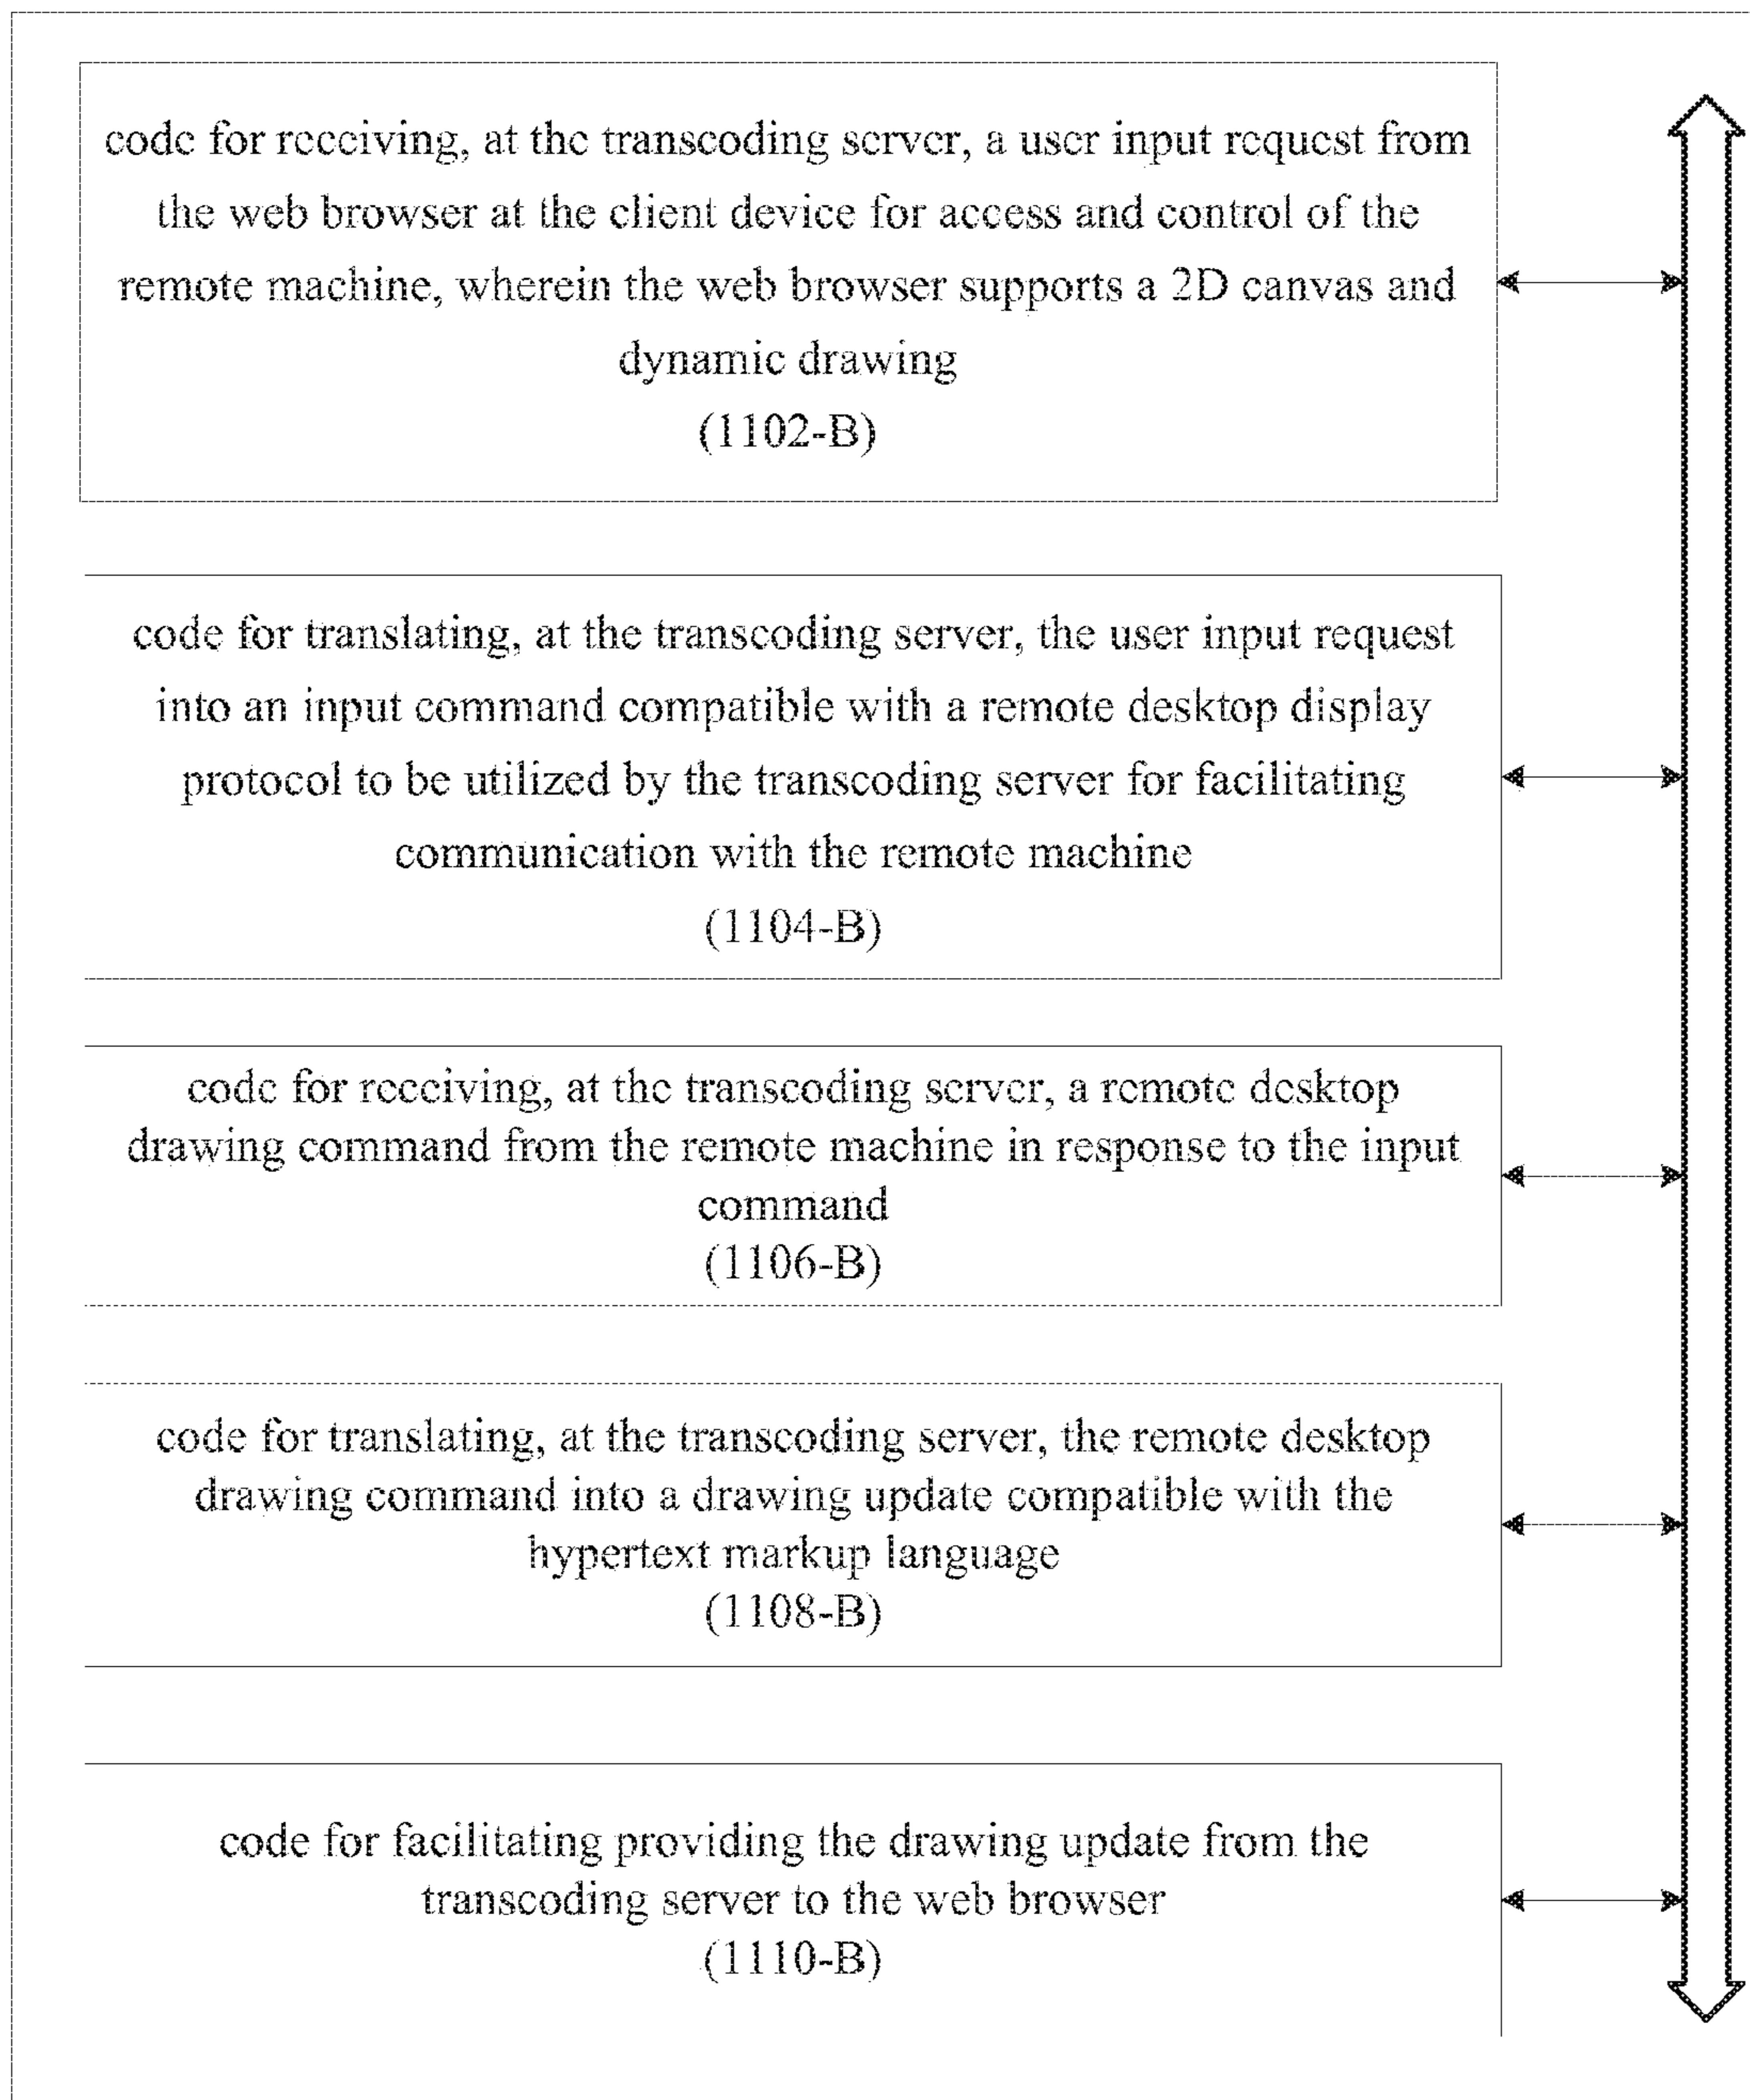 code for receiving, at the transcoding server, a user input request from
the web browser at the client device for access and control of the
remote machine, wherein the web browser supports a 2D canvas and
dynamic drawing
(1102-B)
code for translating, at the transcoding server, the user input request
into an input command compatible with a remote desktop display
protocol to be utilized by the transcoding server for facilitating
communication with the remote machine
(1104-B)
code for receiving, at the transcoding server, a remote desktop
drawing command from the remote machine in response to the input
command
(1106-B)
code for translating, at the transcoding server, the remote desktop
drawing command into a drawing update compatible with the
hypertext markup language
(1108-B)
code for facilitating providing the drawing update from the
transcoding server to the web browser
(1110-B)